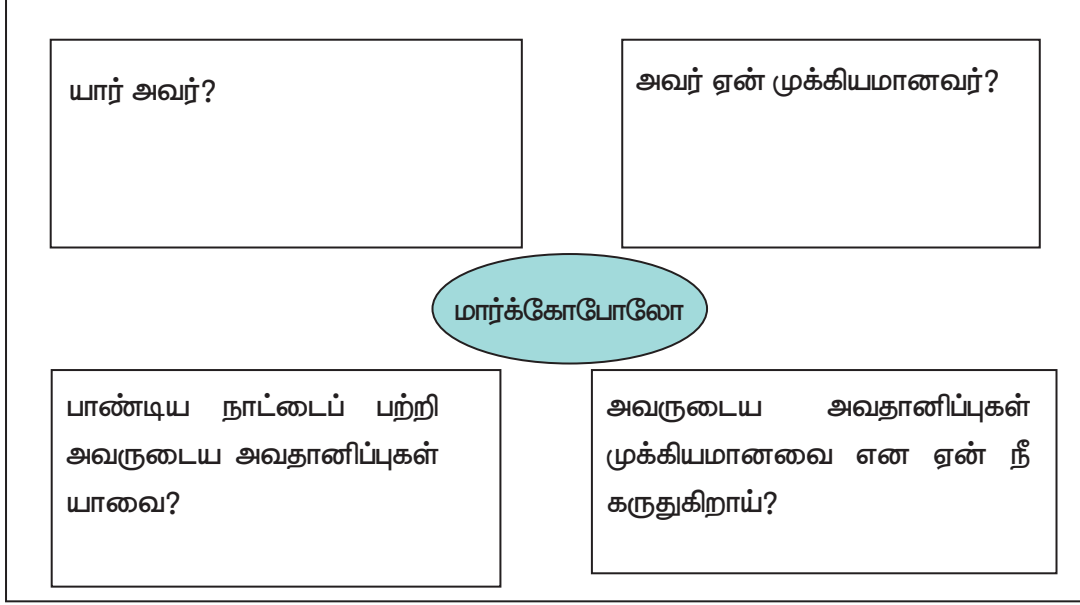 யார் அவர்?
அவர் ஏன் முக்கியமானவர்?
மார்க்கோபோலோ
பாண்டிய நாட்டைப் பற்றி
அவருடைய அவதானிப்புகள்
யாவை?
அவருடைய அவதானிப்புகள்
முக்கியமானவை என ஏன் நீ
கருதுகிறாய்?